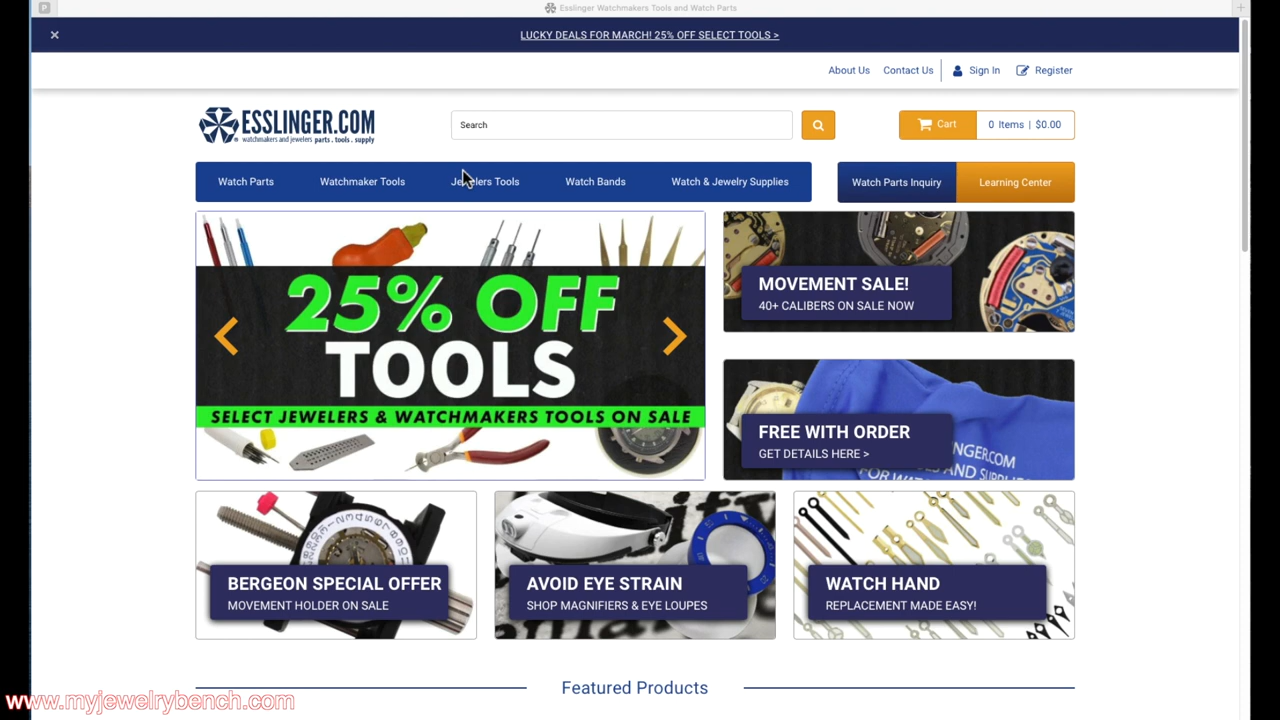 P
Esslinger Watchmakers Tools and Watch Parts
LUCKY DEALS FOR MARCH! 25% OFF SELECT TOOLS >
About Us
Contact Us
Sign In
Register
ESSLINGER.COM
watchmakers and jewelers parts . tools . supply
Search
Cart
0 Items | $0.00
Watch Parts
Watchmaker Tools
Jewelers Tools
Watch Bands
Watch & Jewelry Supplies
Watch Parts Inquiry
Learning Center
25% OFF
TOOLS
SELECT JEWELERS & WATCHMAKERS TOOLS ON SALE
MOVEMENT SALE!
40+ CALIBERS ON SALE NOW
FREE WITH ORDER
GET DETAILS HERE >
BERGEON SPECIAL OFFER
MOVEMENT HOLDER ON SALE
AVOID EYE STRAIN
SHOP MAGNIFIERS & EYE LOUPES
WATCH HAND
REPLACEMENT MADE EASY!
Featured Products
www.myjewelrybench.com